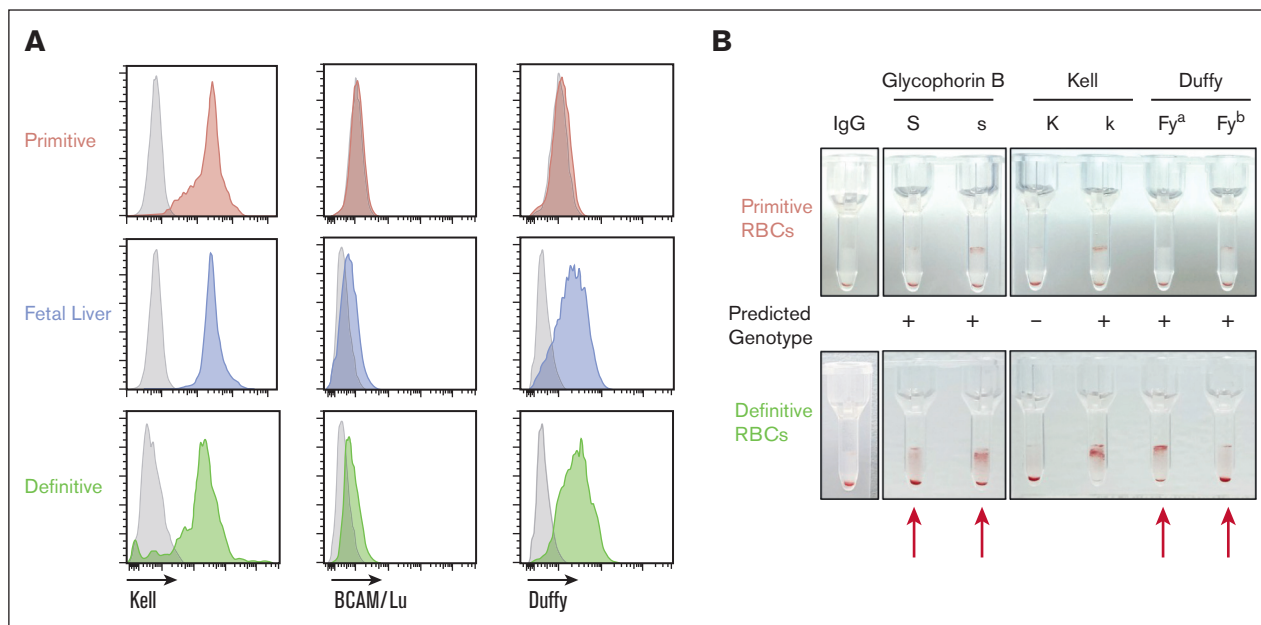 A
Primitive
Fetal Liver
Definitive
Kell
BCAM/Lu
Duffy
B
Glycophorin B Kell Duffy
IgG S s K k Fyᵃ Fyᵇ
Primitive
RBCs
Predicted
Genotype
+ + − + + +
Definitive
RBCs